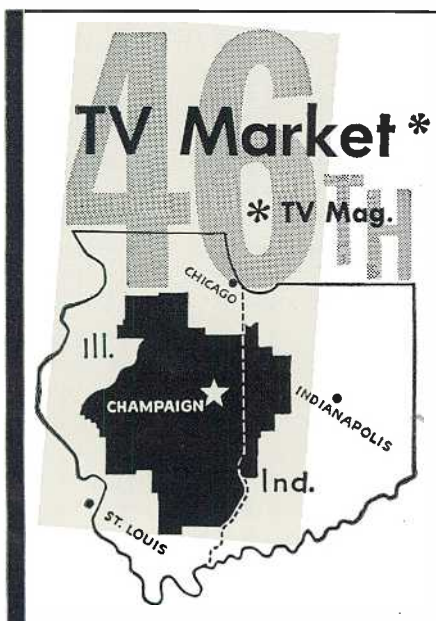 46TH
TV Market *
* TV Mag.
CHICAGO
Ill.
CHAMPAIGN
INDIANAPOLIS
Ind.
ST. LOUIS